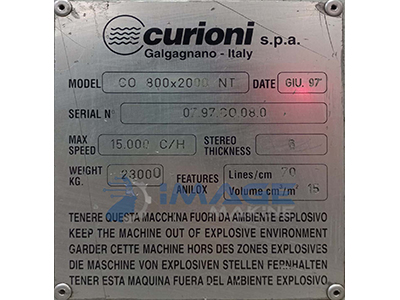 curioni s.p.a.
Galgagnano - Italy
MODEL CO 800x2000 NT DATE GIU. 97'
SERIAL N° 07.97.CO.08.0
MAX SPEED 15.000 C/H STEREO THICKNESS 6
WEIGHT KG. 23000 FEATURES ANILOX Lines/cm 70
Volume cm³/m² 15
IMAGE
TENERE QUESTA MACCHINA FUORI DA AMBIENTE ESPLOSIVO
KEEP THE MACHINE OUT OF EXPLOSIVE ENVIRONMENT
GARDER CETTE MACHINE HORS DES ZONES EXPLOSIVES
DIE MASCHINE VON EXPLOSIVEN STELLEN FERNHALTEN
TENER ESTA MAQUINA FUERA DEL AMBIENTE EXPLOSIVO